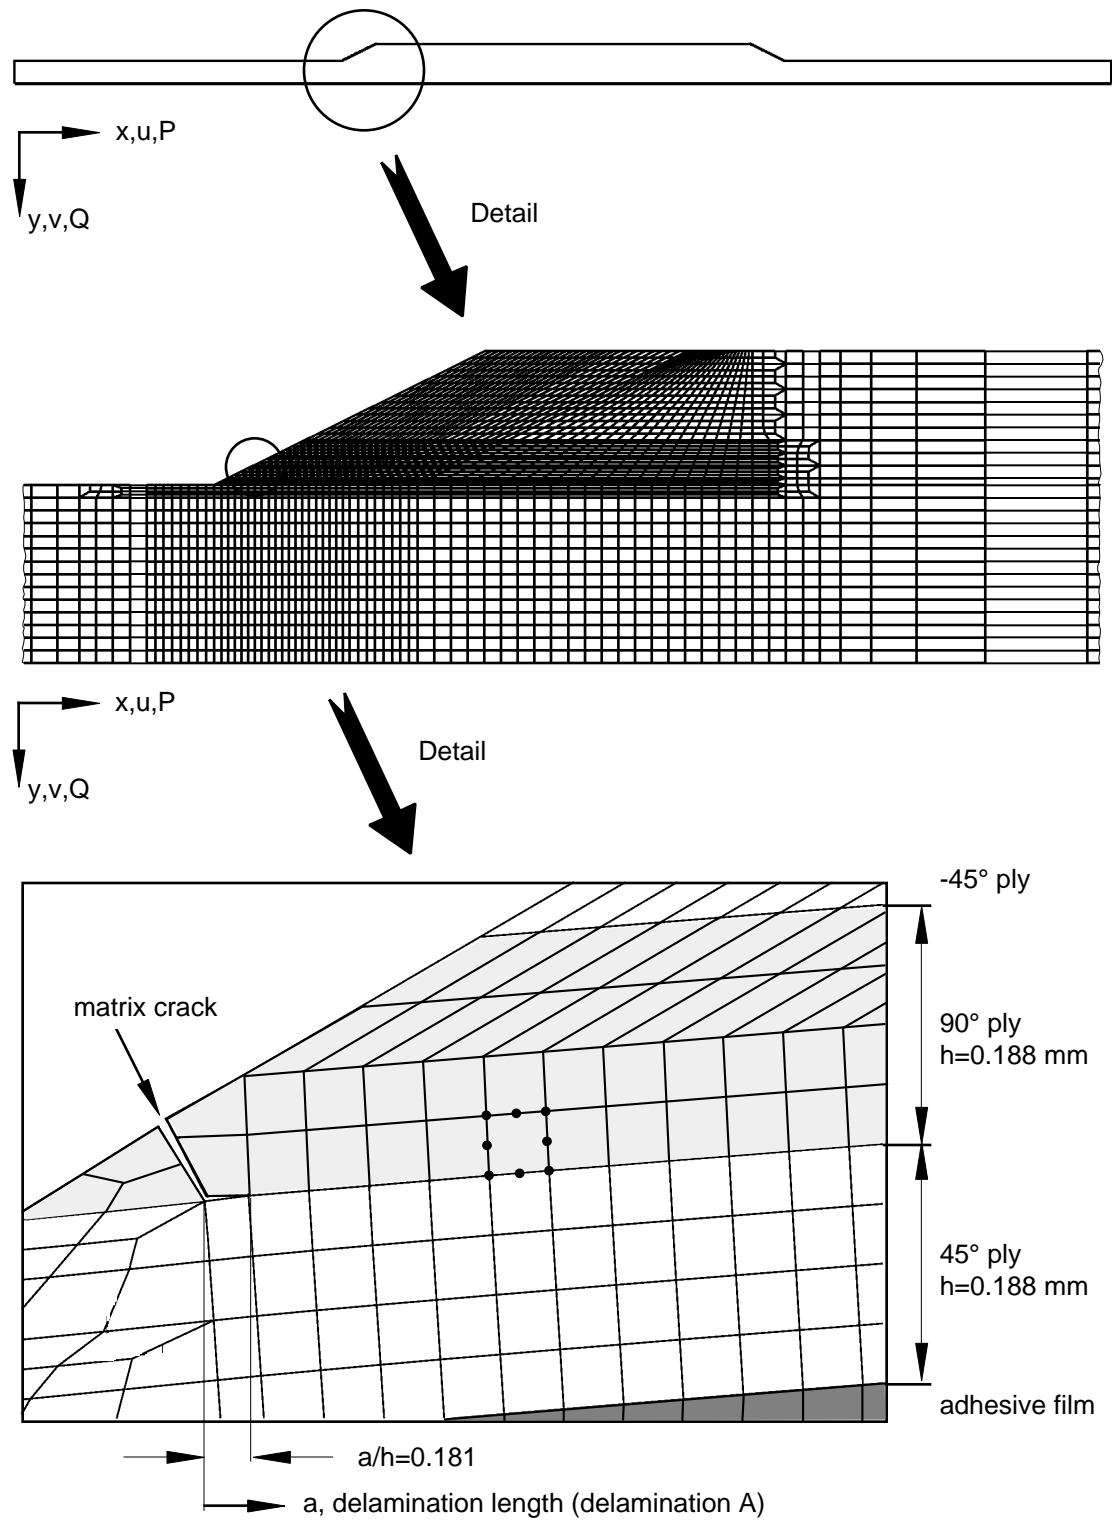 x,u,P
y,v,Q
Detail
x,u,P
y,v,Q
Detail
-45° ply
matrix crack
90° ply
h=0.188 mm
45° ply
h=0.188 mm
adhesive film
a/h=0.181
a, delamination length (delamination A)